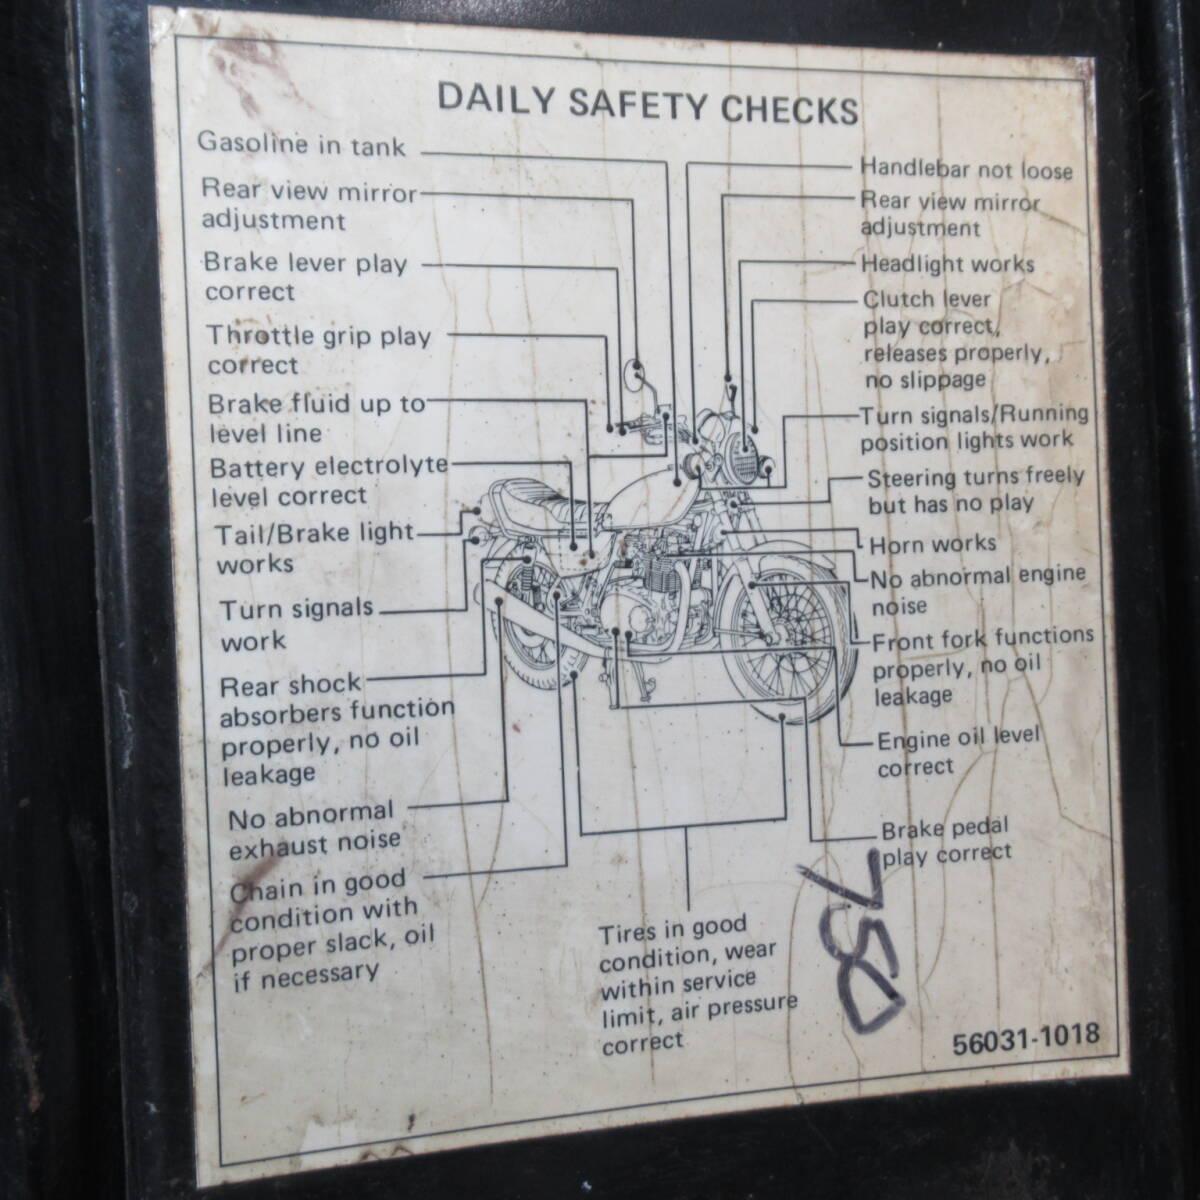 DAILY SAFETY CHECKS
Gasoline in tank
Rear view mirror
adjustment
Brake lever play
correct
Throttle grip play
correct
Brake fluid up to
level line
Battery electrolyte
level correct
Tail/Brake light
works
Turn signals
work
Rear shock
absorbers function
properly, no oil
leakage
No abnormal
exhaust noise
Chain in good
condition with
proper slack, oil
if necessary
Handlebar not loose
Rear view mirror
adjustment
Headlight works
Clutch lever
play correct,
releases properly,
no slippage
Turn signals/Running
position lights work
Steering turns freely
but has no play
Horn works
No abnormal engine
noise
Front fork functions
properly, no oil
leakage
Engine oil level
correct
Brake pedal
play correct
Tires in good
condition, wear
within service
limit, air pressure
correct
750
56031-1018